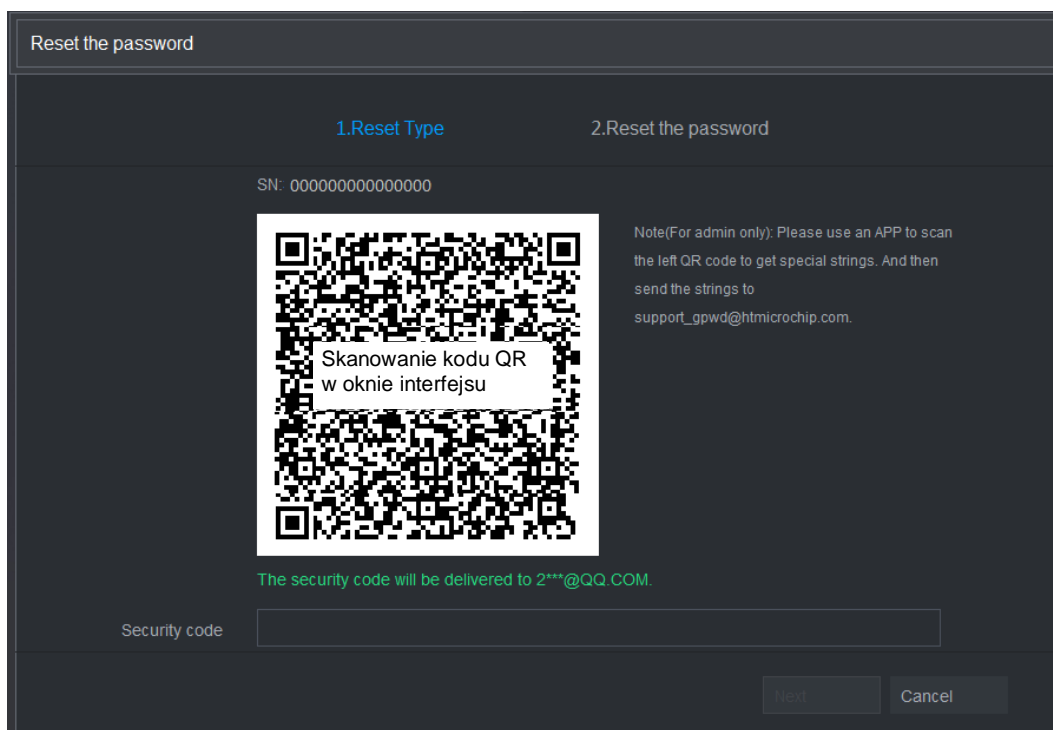 Reset the password
1.Reset Type
2.Reset the password
SN: 000000000000000
Note(For admin only): Please use an APP to scan
the left QR code to get special strings. And then
send the strings to
support_gpwd@htmicrochip.com.
Skanowanie kodu QR
w oknie interfejsu
The security code will be delivered to 2***@QQ.COM.
Security code
Next
Cancel